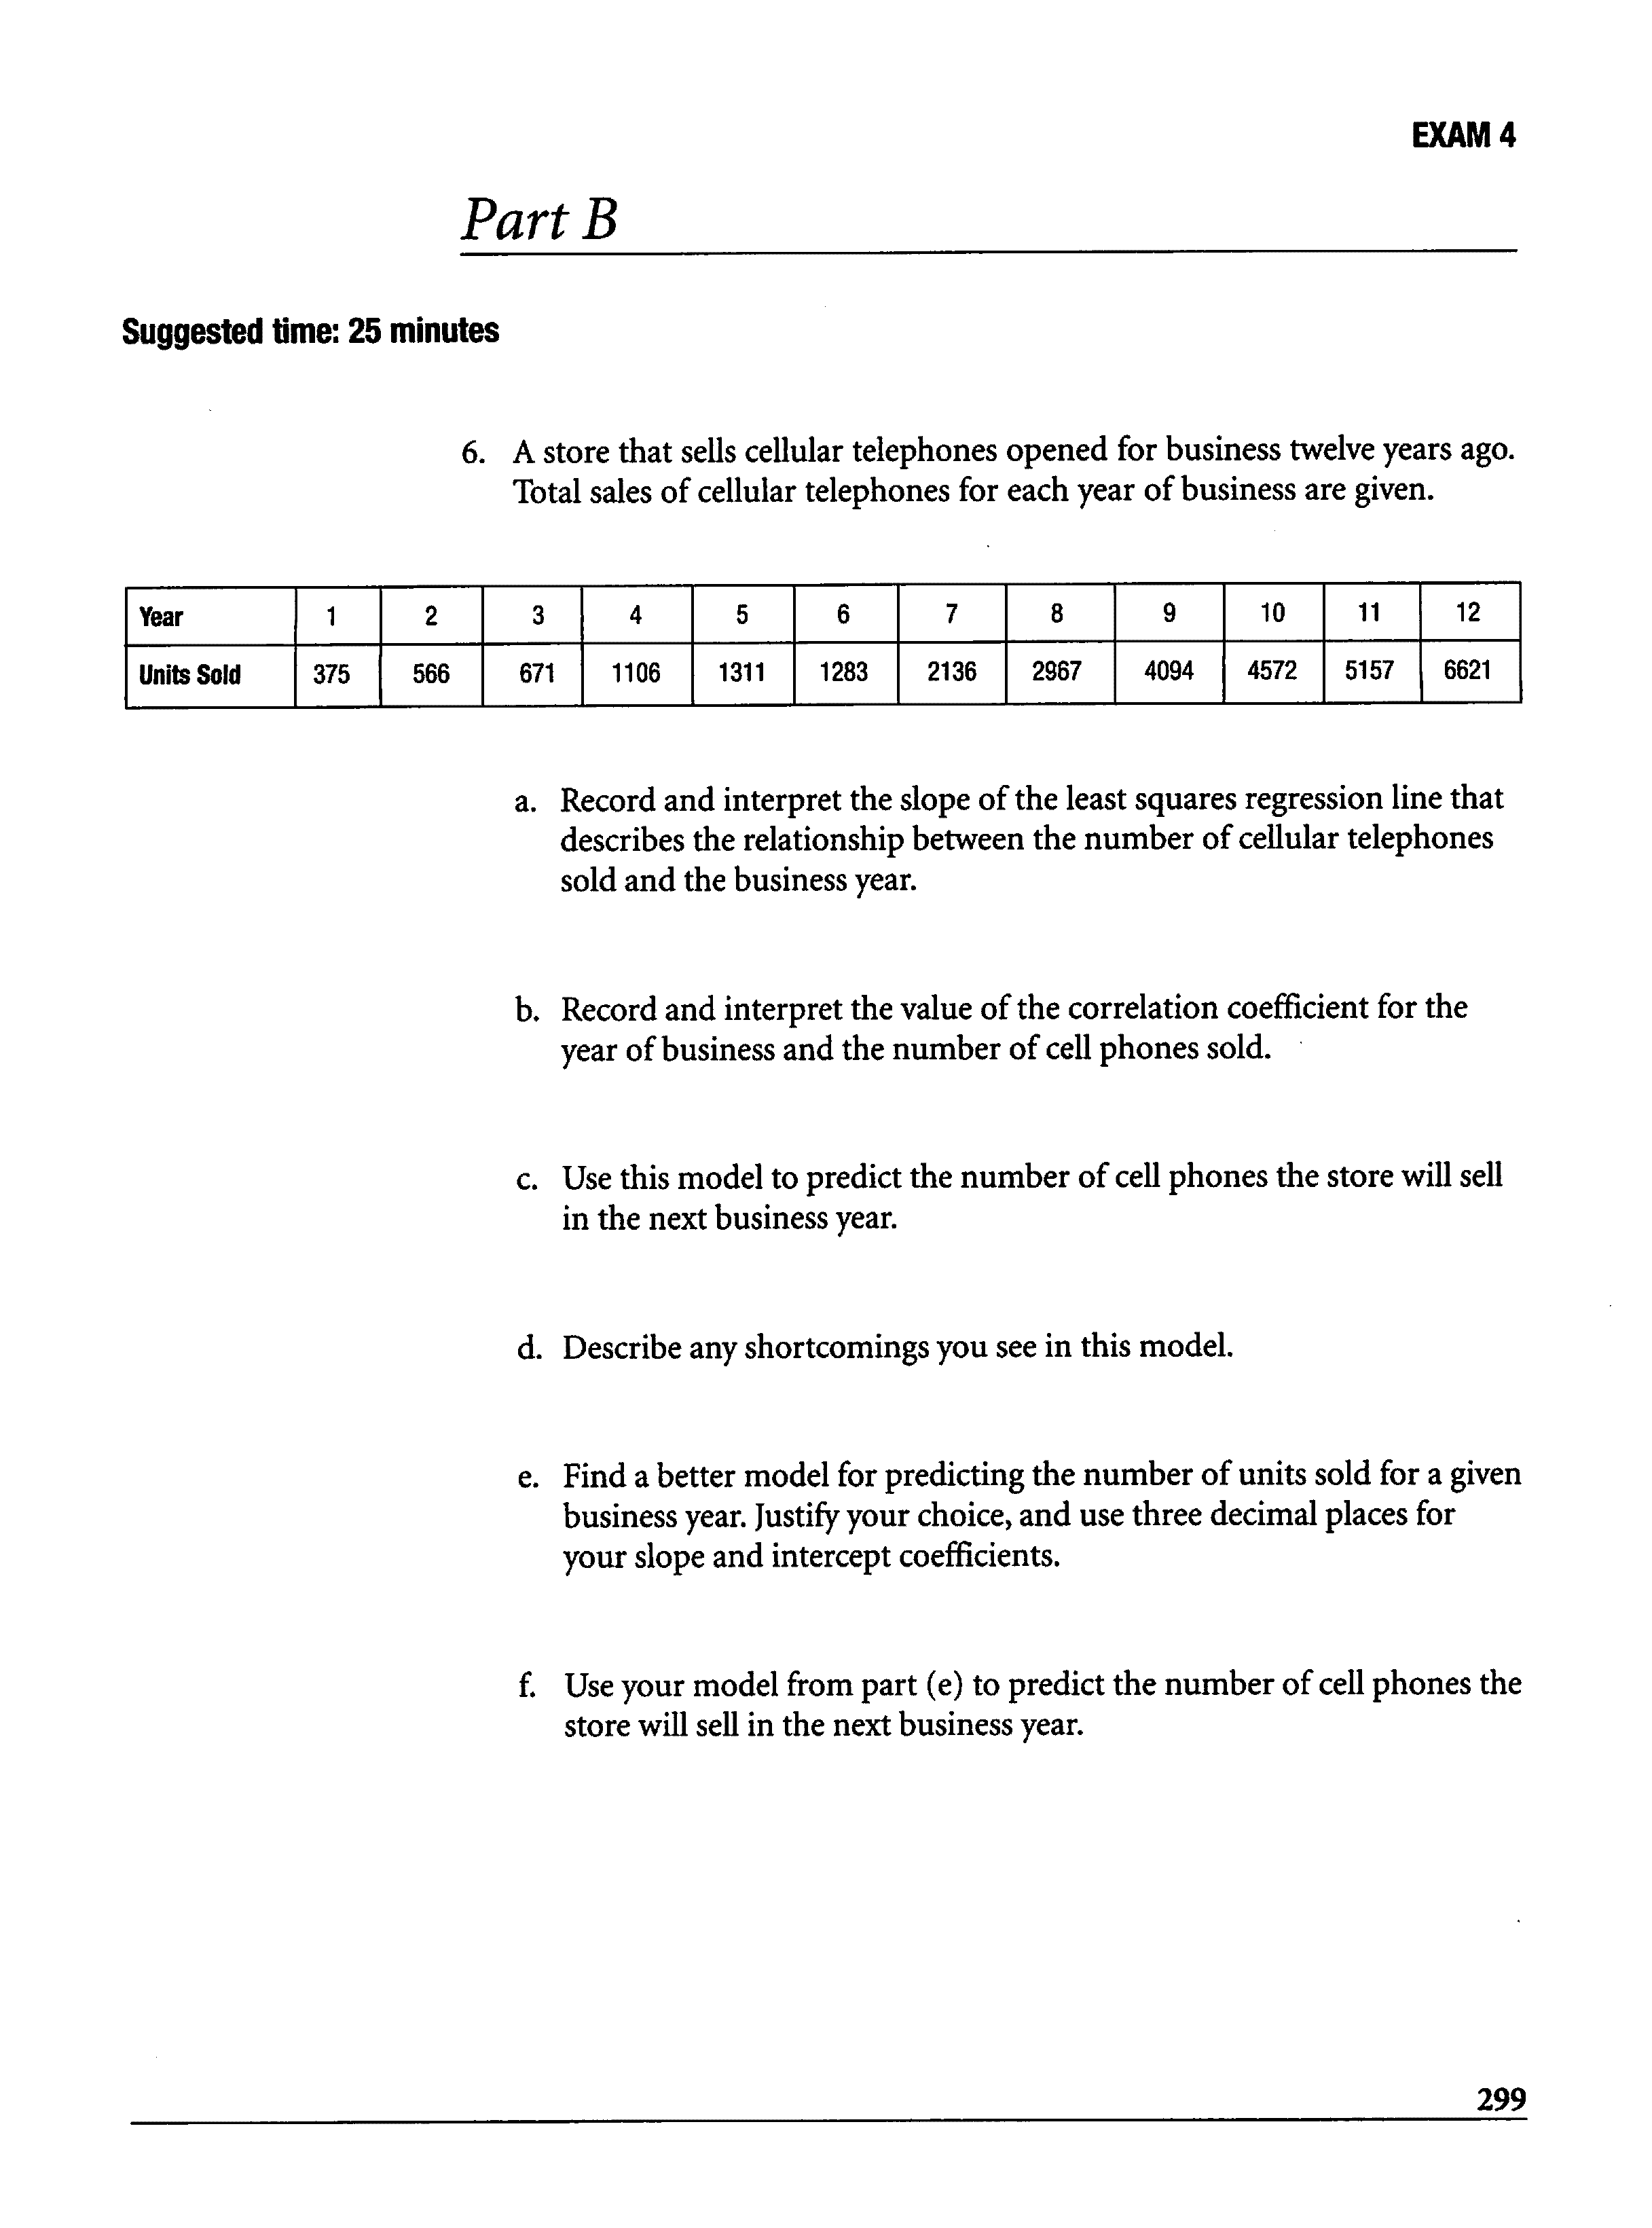 EXAM 4
Part B
Suggested time: 25 minutes
6. A store that sells cellular telephones opened for business twelve years ago.
Total sales of cellular telephones for each year of business are given.
Year 1 2 3 4 5 6 7 8 9 10 11 12
Units Sold 375 566 671 1106 1311 1283 2136 2967 4094 4572 5157 6621
a. Record and interpret the slope of the least squares regression line that
describes the relationship between the number of cellular telephones
sold and the business year.
b. Record and interpret the value of the correlation coefficient for the
year of business and the number of cell phones sold.
c. Use this model to predict the number of cell phones the store will sell
in the next business year.
d. Describe any shortcomings you see in this model.
e. Find a better model for predicting the number of units sold for a given
business year. Justify your choice, and use three decimal places for
your slope and intercept coefficients.
f. Use your model from part (e) to predict the number of cell phones the
store will sell in the next business year.
299